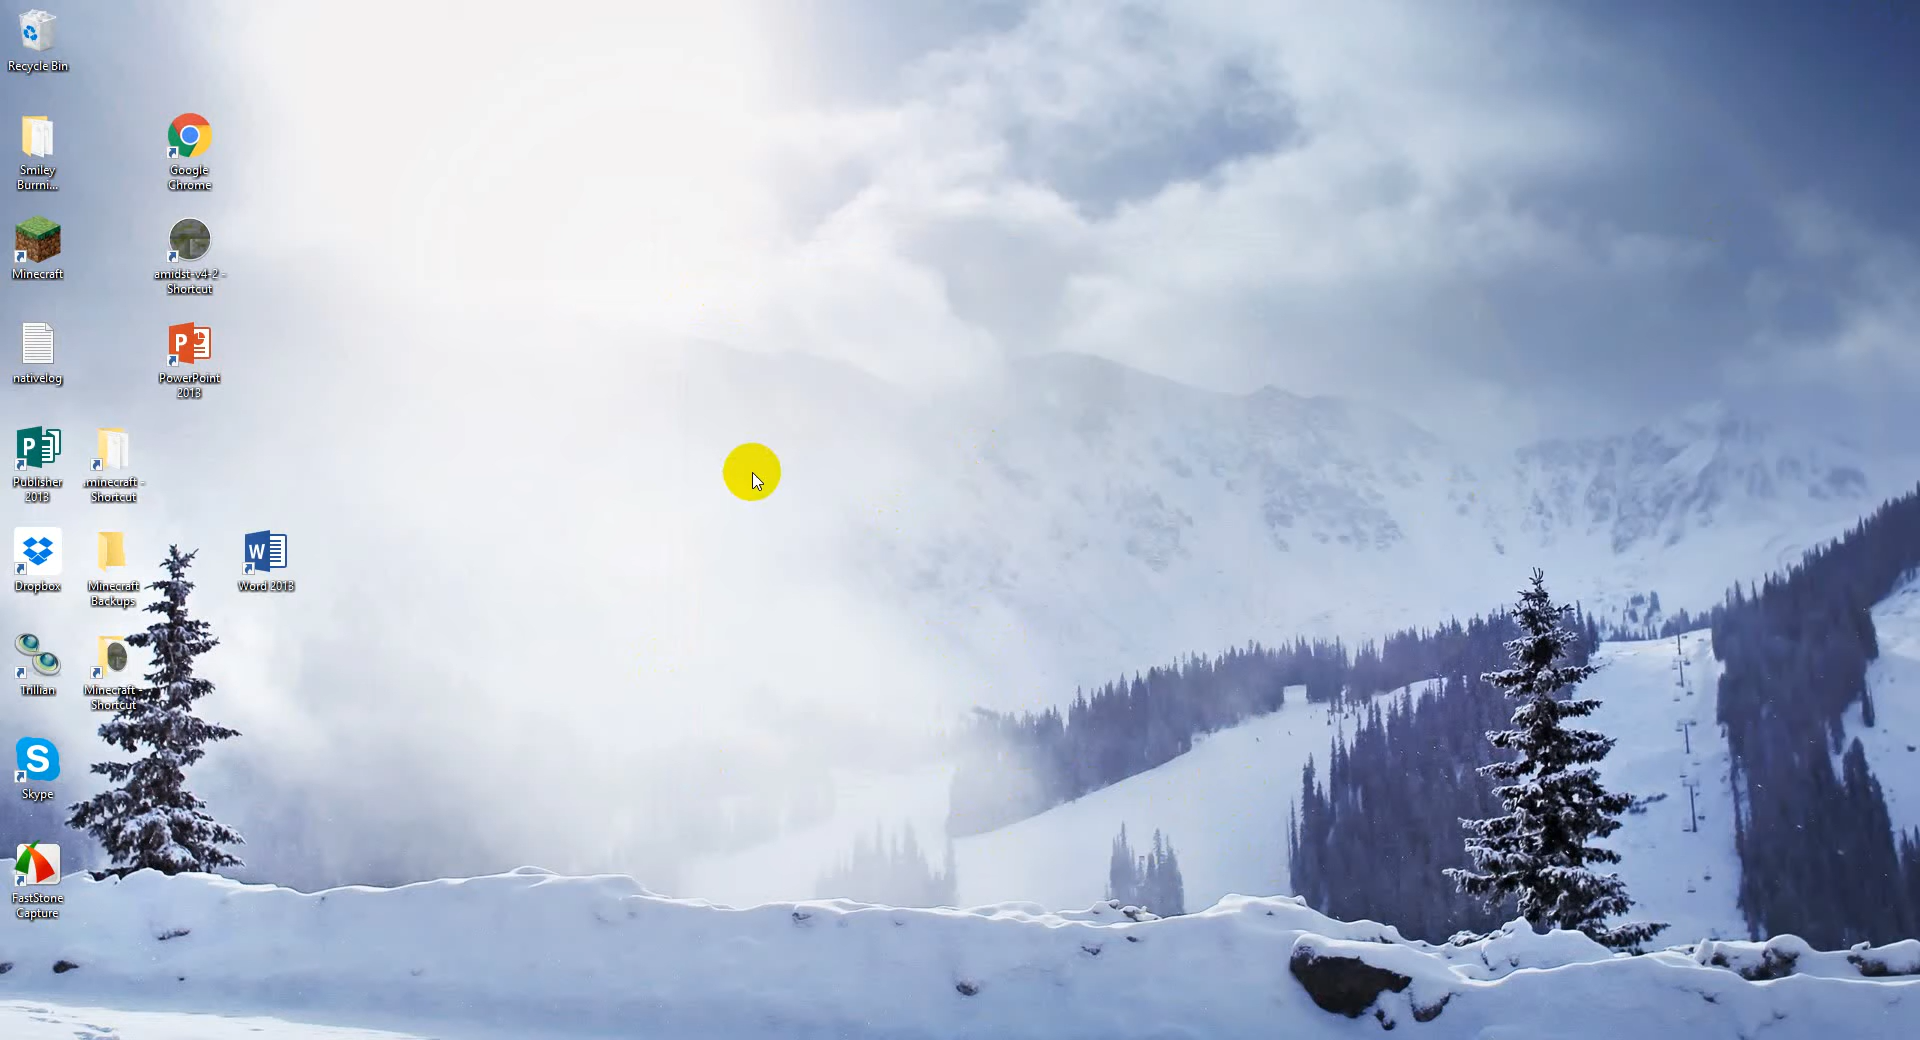 Recycle Bin
Smiley
Burrni...
Google
Chrome
Minecraft
amidst-v4-2 -
Shortcut
nativelog
PowerPoint
2013
Publisher
2013
.minecraft -
Shortcut
Dropbox
Minecraft
Backups
Word 2013
Trillian
Minecraft -
Shortcut
Skype
FastStone
Capture